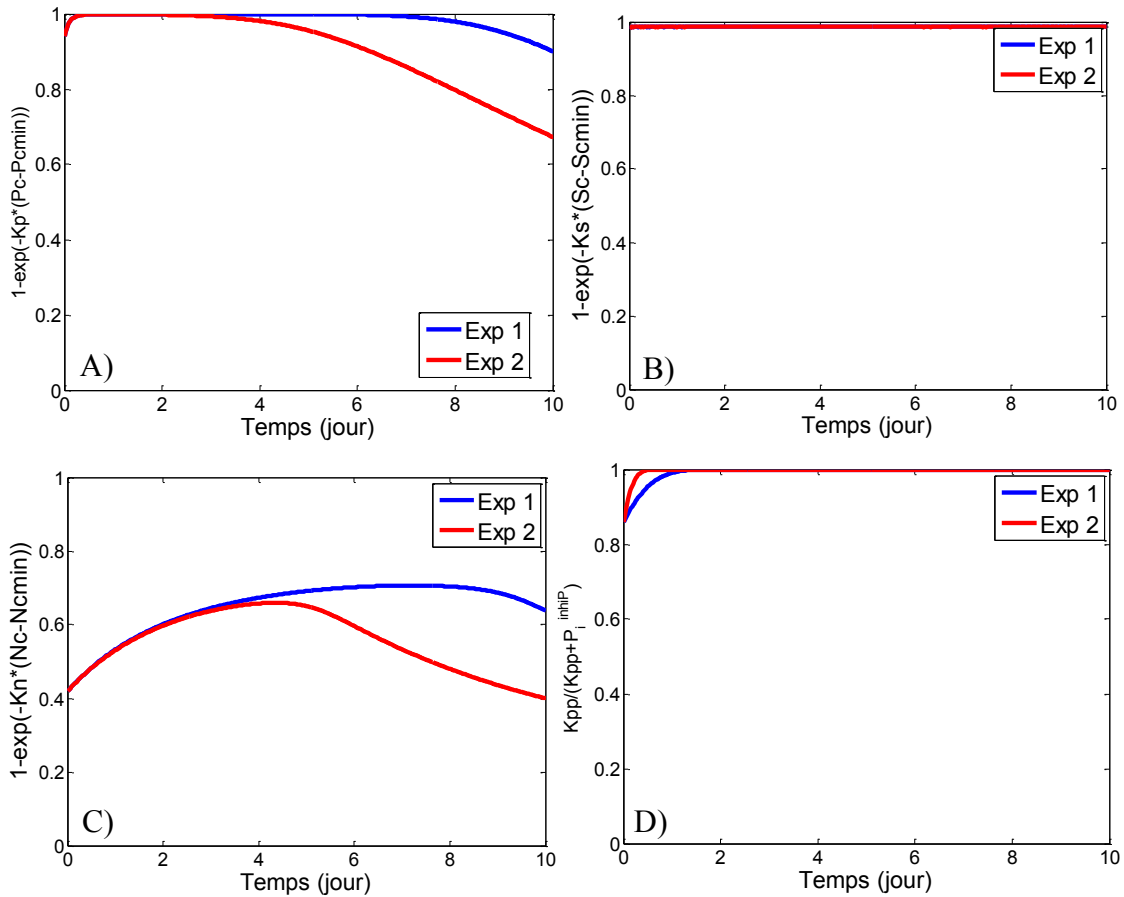 1
0.8
0.6
0.4
0.2
0
1-exp(-Kp*(Pc-Pcmin))
Exp 1
Exp 2
A)
0 2 4 6 8 10
Temps (jour)
1
0.8
0.6
0.4
0.2
0
1-exp(-Ks*(Sc-Scmin))
Exp 1
Exp 2
B)
0 2 4 6 8 10
Temps (jour)
1
0.8
0.6
0.4
0.2
0
1-exp(-Kn*(Nc-Ncmin))
Exp 1
Exp 2
C)
0 2 4 6 8 10
Temps (jour)
1
0.8
0.6
0.4
0.2
0
Kpp/(Kpp+P_i^inhiP)
Exp 1
Exp 2
D)
0 2 4 6 8 10
Temps (jour)